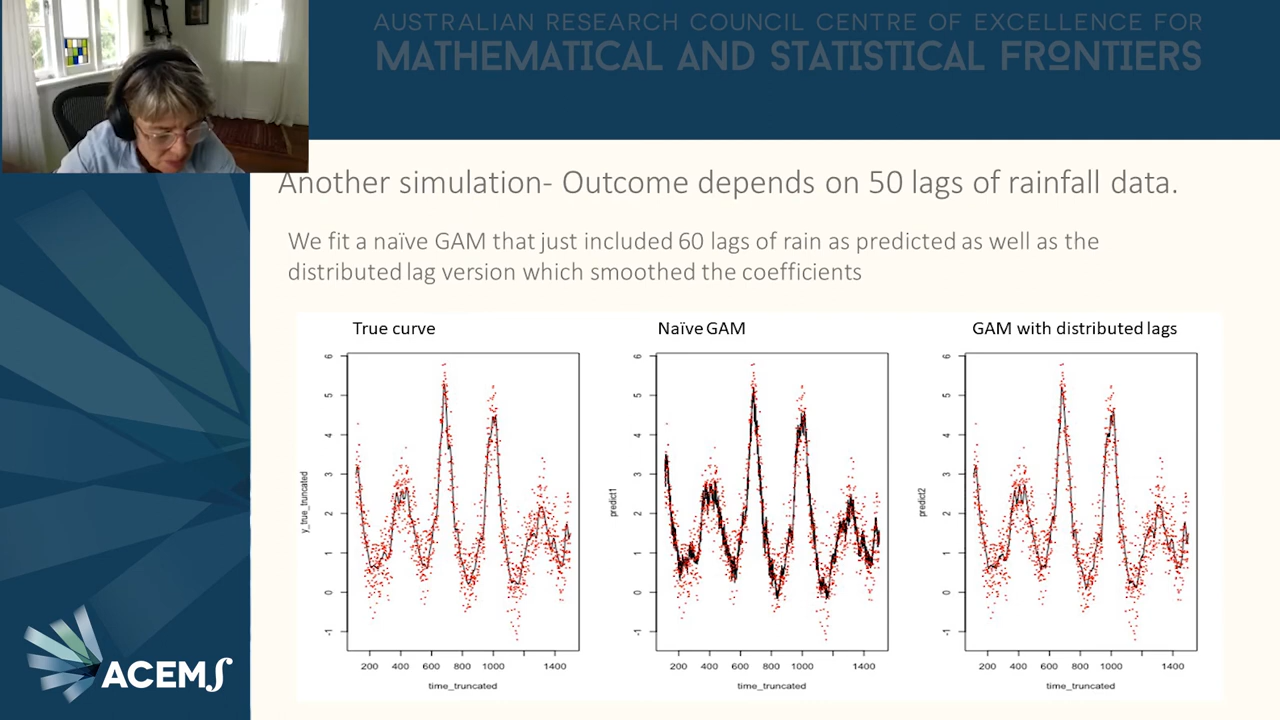 AUSTRALIAN RESEARCH COUNCIL CENTRE OF EXCELLENCE FOR
MATHEMATICAL AND STATISTICAL FRONTIERS
Another simulation- Outcome depends on 50 lags of rainfall data.
We fit a naïve GAM that just included 60 lags of rain as predicted as well as the
distributed lag version which smoothed the coefficients
True curve
y_true_truncated
6
5
4
3
2
1
0
-1
200 400 600 800 1000 1400
time_truncated
Naïve GAM
predict1
6
5
4
3
2
1
0
-1
200 400 600 800 1000 1400
time_truncated
GAM with distributed lags
predict2
6
5
4
3
2
1
0
-1
200 400 600 800 1000 1400
time_truncated
ACEMS